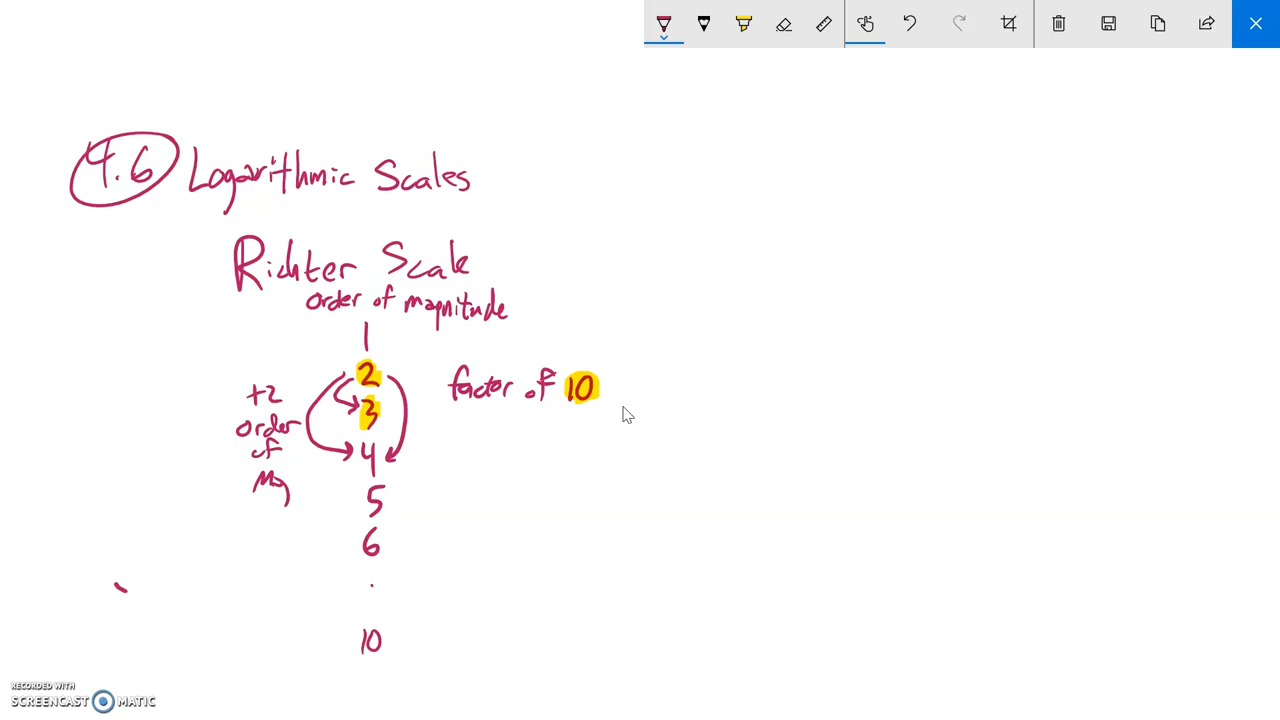 4.6 Logarithmic Scales
Richter Scale
order of magnitude
1
2
3
4
5
6
.
10
factor of 10
+2
order
of
Mag
RECORDED WITH
SCREENCAST MATIC